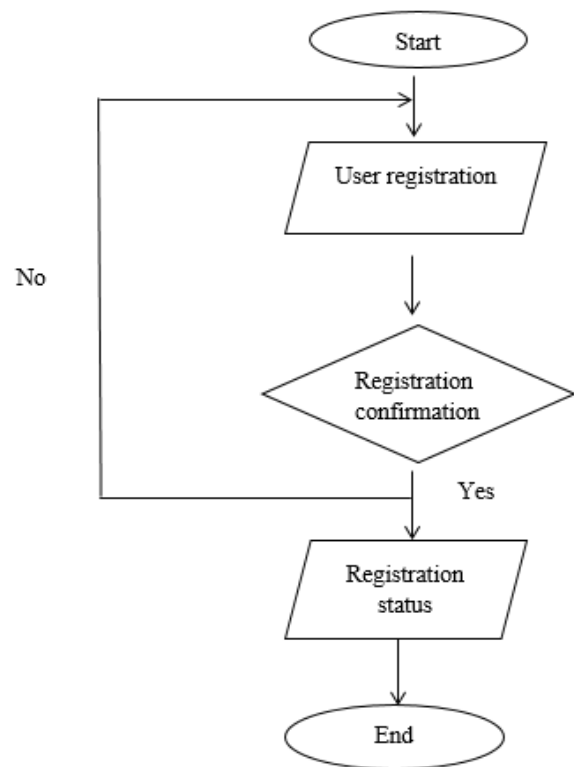 Start
User registration
No
Registration
confirmation
Yes
Registration
status
End